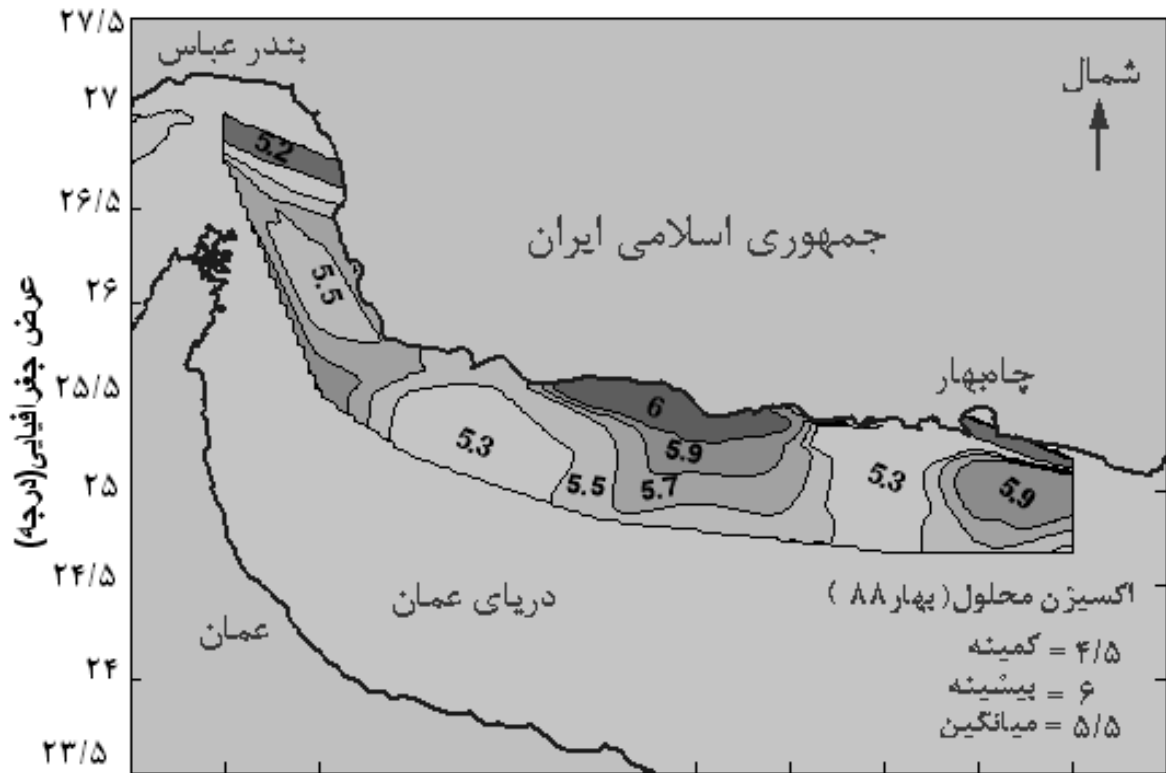 ۲۷/۵
بندر عباس
شمال
۲۷
5.2
۲۶/۵
جمهوری اسلامی ایران
5.5
۲۶
عرض جغرافیایی(درجه)
۲۵/۵
چاه‌بهار
6
5.3
5.9
5.5
5.7
5.3
5.9
۲۵
۲۴/۵
دریای عمان
اکسیژن محلول( بهار۸۸ )
عمان
کمینه = ۴/۵
۲۴
بیشینه = ۶
میانگین = ۵/۵
۲۳/۵